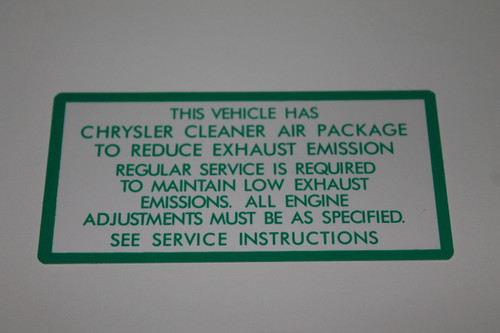 THIS VEHICLE HAS
CHRYSLER CLEANER AIR PACKAGE
TO REDUCE EXHAUST EMISSION
REGULAR SERVICE IS REQUIRED
TO MAINTAIN LOW EXHAUST
EMISSIONS. ALL ENGINE
ADJUSTMENTS MUST BE AS SPECIFIED.
SEE SERVICE INSTRUCTIONS